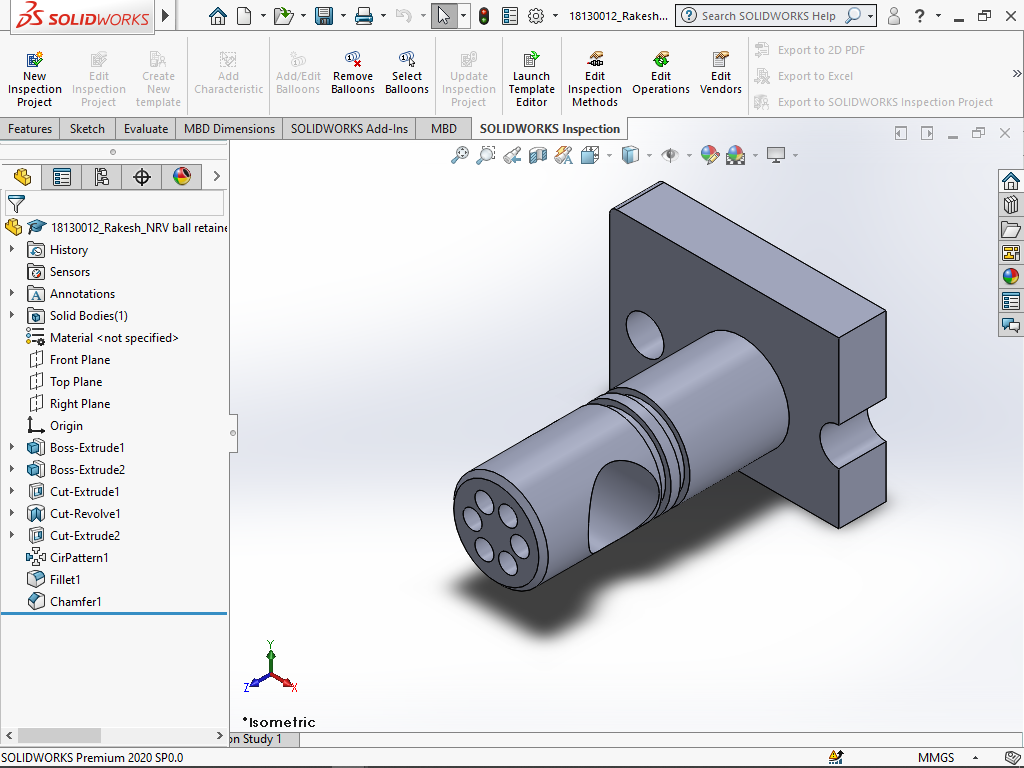 SOLIDWORKS
18130012_Rakesh...
Search SOLIDWORKS Help
New Inspection Project
Edit Inspection Project
Create New template
Add Characteristic
Add/Edit Balloons
Remove Balloons
Select Balloons
Update Inspection Project
Launch Template Editor
Edit Inspection Methods
Edit Operations
Edit Vendors
Export to 2D PDF
Export to Excel
Export to SOLIDWORKS Inspection Project
Features Sketch Evaluate MBD Dimensions SOLIDWORKS Add-Ins MBD SOLIDWORKS Inspection
18130012_Rakesh_NRV ball retaine
History
Sensors
Annotations
Solid Bodies(1)
Material <not specified>
Front Plane
Top Plane
Right Plane
Origin
Boss-Extrude1
Boss-Extrude2
Cut-Extrude1
Cut-Revolve1
Cut-Extrude2
CirPattern1
Fillet1
Chamfer1
Y
Z
X
*Isometric
on Study 1
SOLIDWORKS Premium 2020 SP0.0
MMGS